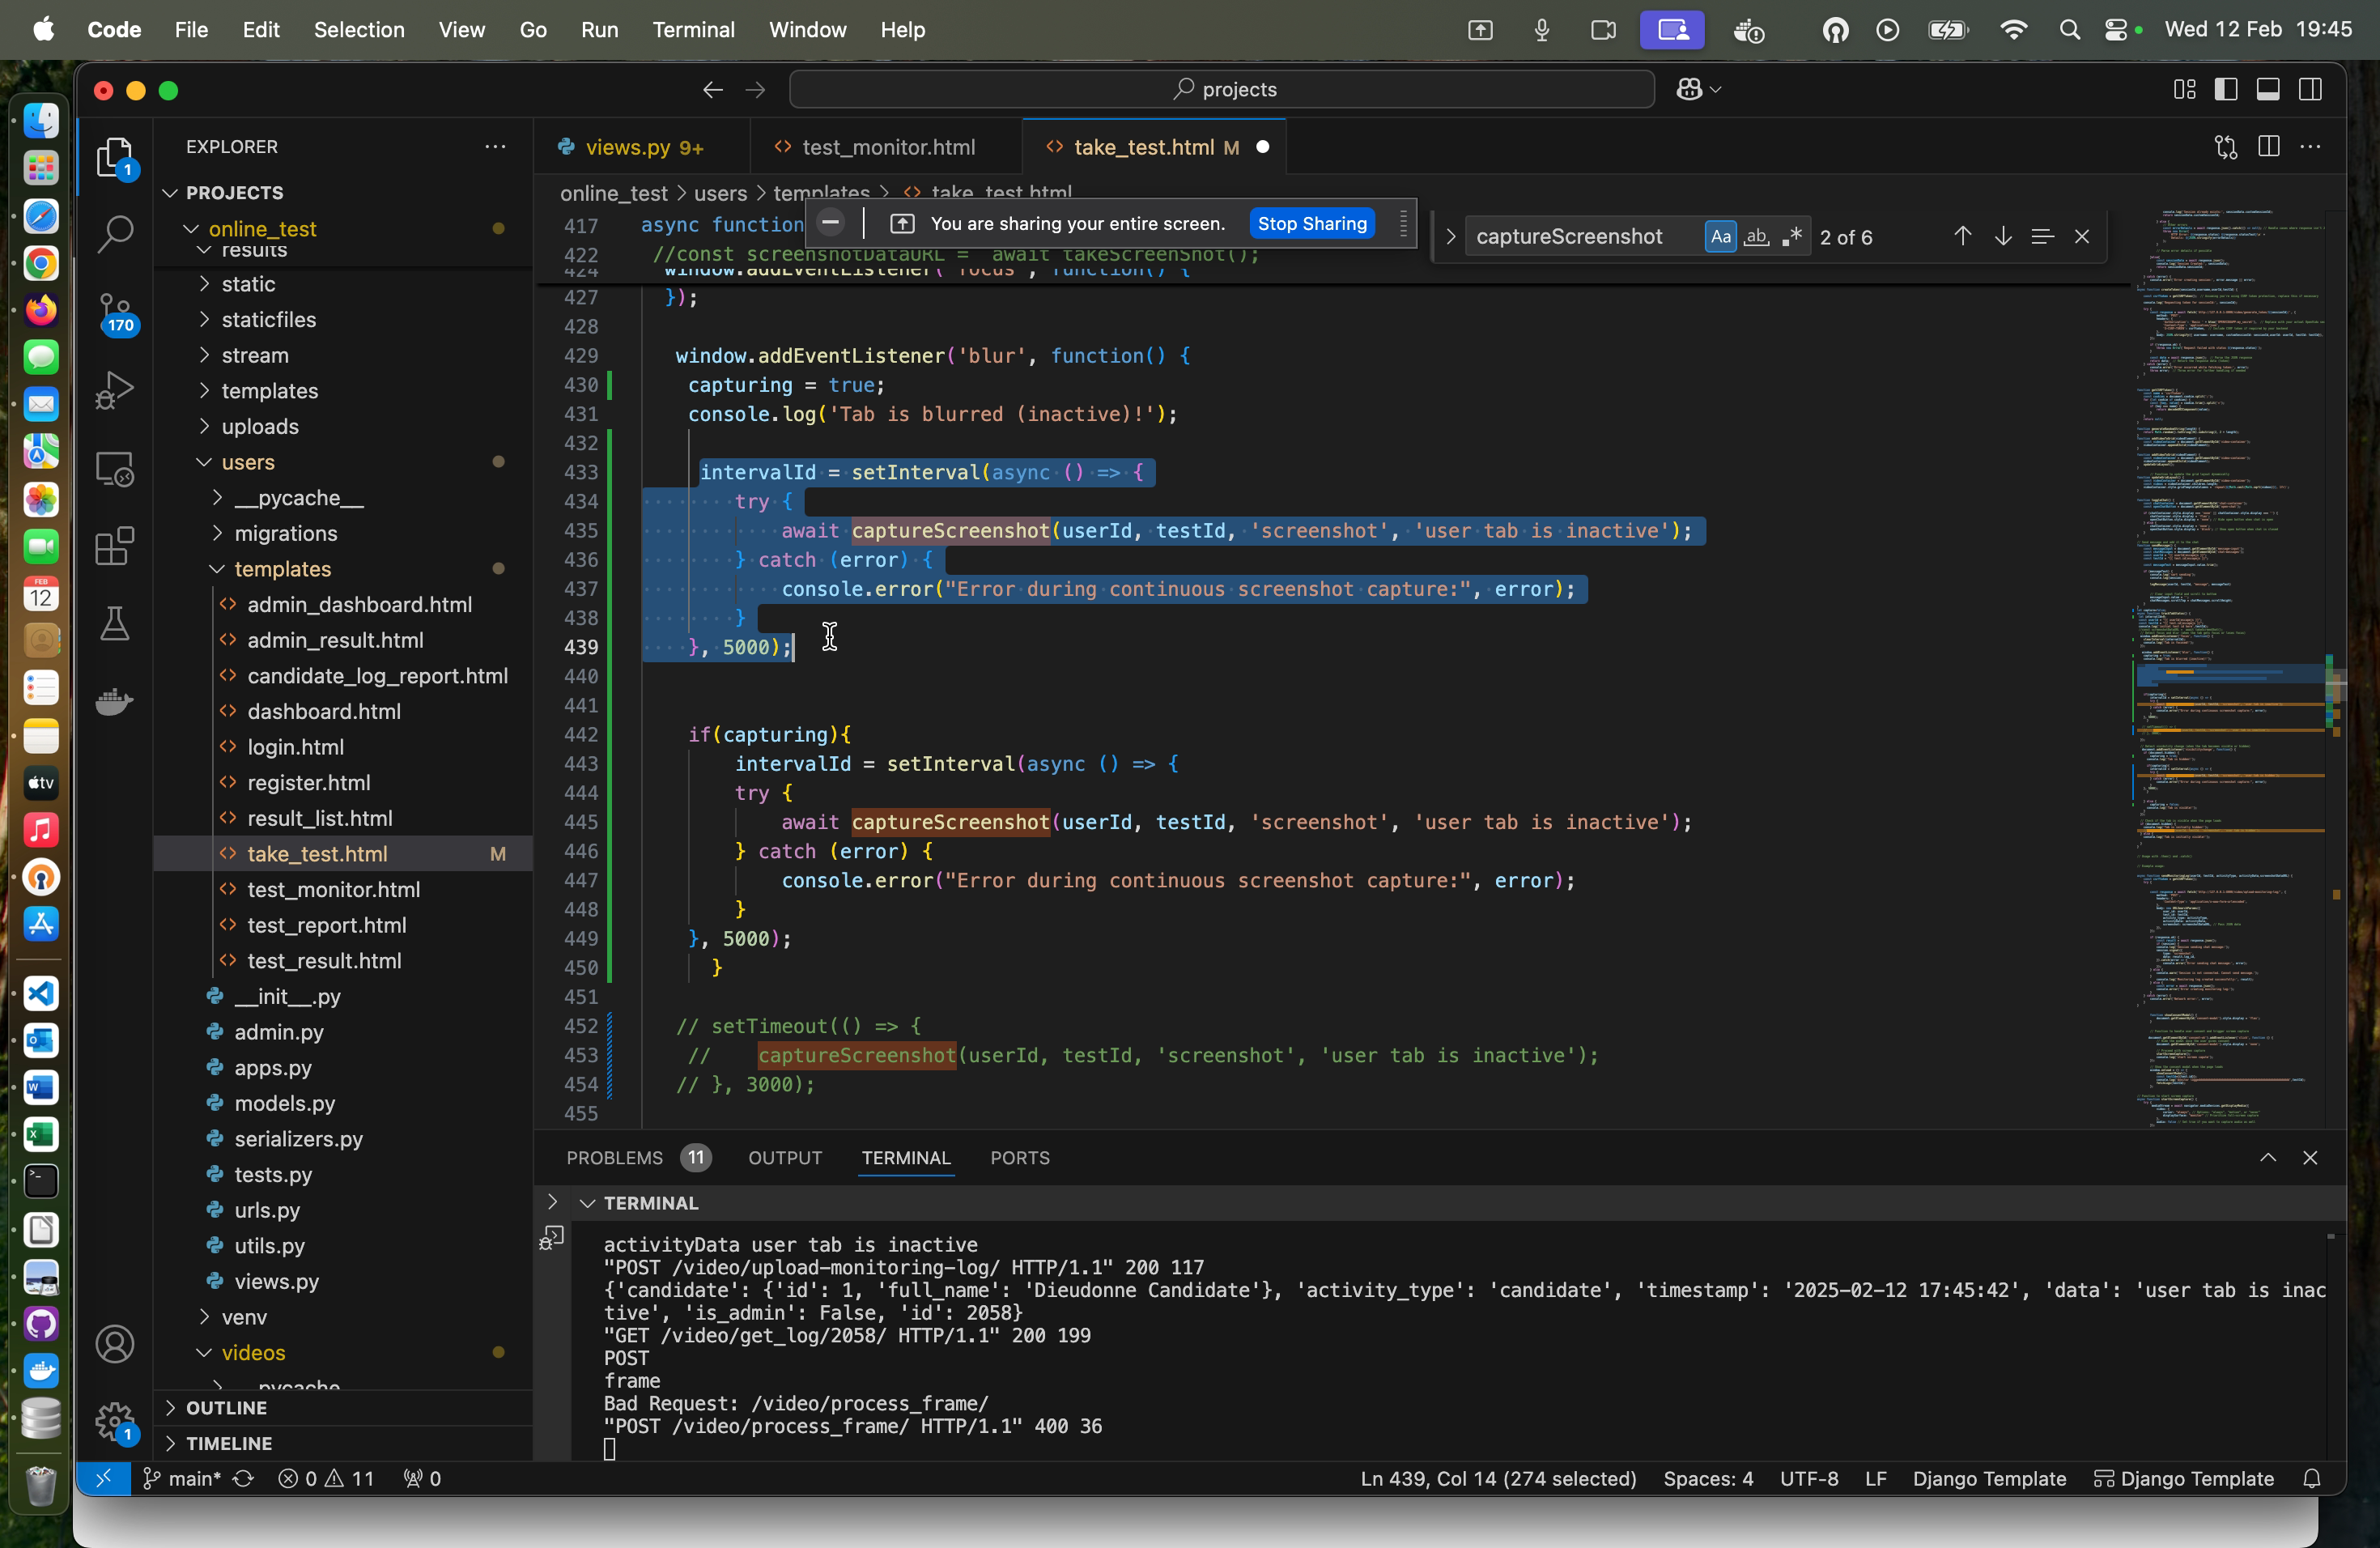 Code File Edit Selection View Go Run Terminal Window Help Wed 12 Feb 19:45
projects
EXPLORER
PROJECTS
online_test
results
static
staticfiles
stream
templates
uploads
users
__pycache__
migrations
templates
admin_dashboard.html
admin_result.html
candidate_log_report.html
dashboard.html
login.html
register.html
result_list.html
take_test.html M
test_monitor.html
test_report.html
test_result.html
__init__.py
admin.py
apps.py
models.py
serializers.py
tests.py
urls.py
utils.py
views.py
venv
videos
__pycache__
OUTLINE
TIMELINE
1
170
1
FEB
12
tv
views.py 9+
test_monitor.html
take_test.html M
online_test > users > templates > take_test.html
You are sharing your entire screen. Stop Sharing
captureScreenshot Aa ab .* 2 of 6
417 async function
422 //const screenshotDataURL = await takeScreenShot();
424 window.addEventListener('focus', function() {
427 });
428
429 window.addEventListener('blur', function() {
430 capturing = true;
431 console.log('Tab is blurred (inactive)!');
432
433 intervalId = setInterval(async () => {
434 try {
435 await captureScreenshot(userId, testId, 'screenshot', 'user tab is inactive');
436 } catch (error) {
437 console.error("Error during continuous screenshot capture:", error);
438 }
439 }, 5000);
440
441
442 if(capturing){
443 intervalId = setInterval(async () => {
444 try {
445 await captureScreenshot(userId, testId, 'screenshot', 'user tab is inactive');
446 } catch (error) {
447 console.error("Error during continuous screenshot capture:", error);
448 }
449 }, 5000);
450 }
451
452 // setTimeout(() => {
453 // captureScreenshot(userId, testId, 'screenshot', 'user tab is inactive');
454 // }, 3000);
455
PROBLEMS 11 OUTPUT TERMINAL PORTS
TERMINAL
activityData user tab is inactive
"POST /video/upload-monitoring-log/ HTTP/1.1" 200 117
{'candidate': {'id': 1, 'full_name': 'Dieudonne Candidate'}, 'activity_type': 'candidate', 'timestamp': '2025-02-12 17:45:42', 'data': 'user tab is inac
tive', 'is_admin': False, 'id': 2058}
"GET /video/get_log/2058/ HTTP/1.1" 200 199
POST
frame
Bad Request: /video/process_frame/
"POST /video/process_frame/ HTTP/1.1" 400 36
main* 0 11 0 Ln 439, Col 14 (274 selected) Spaces: 4 UTF-8 LF Django Template Django Template